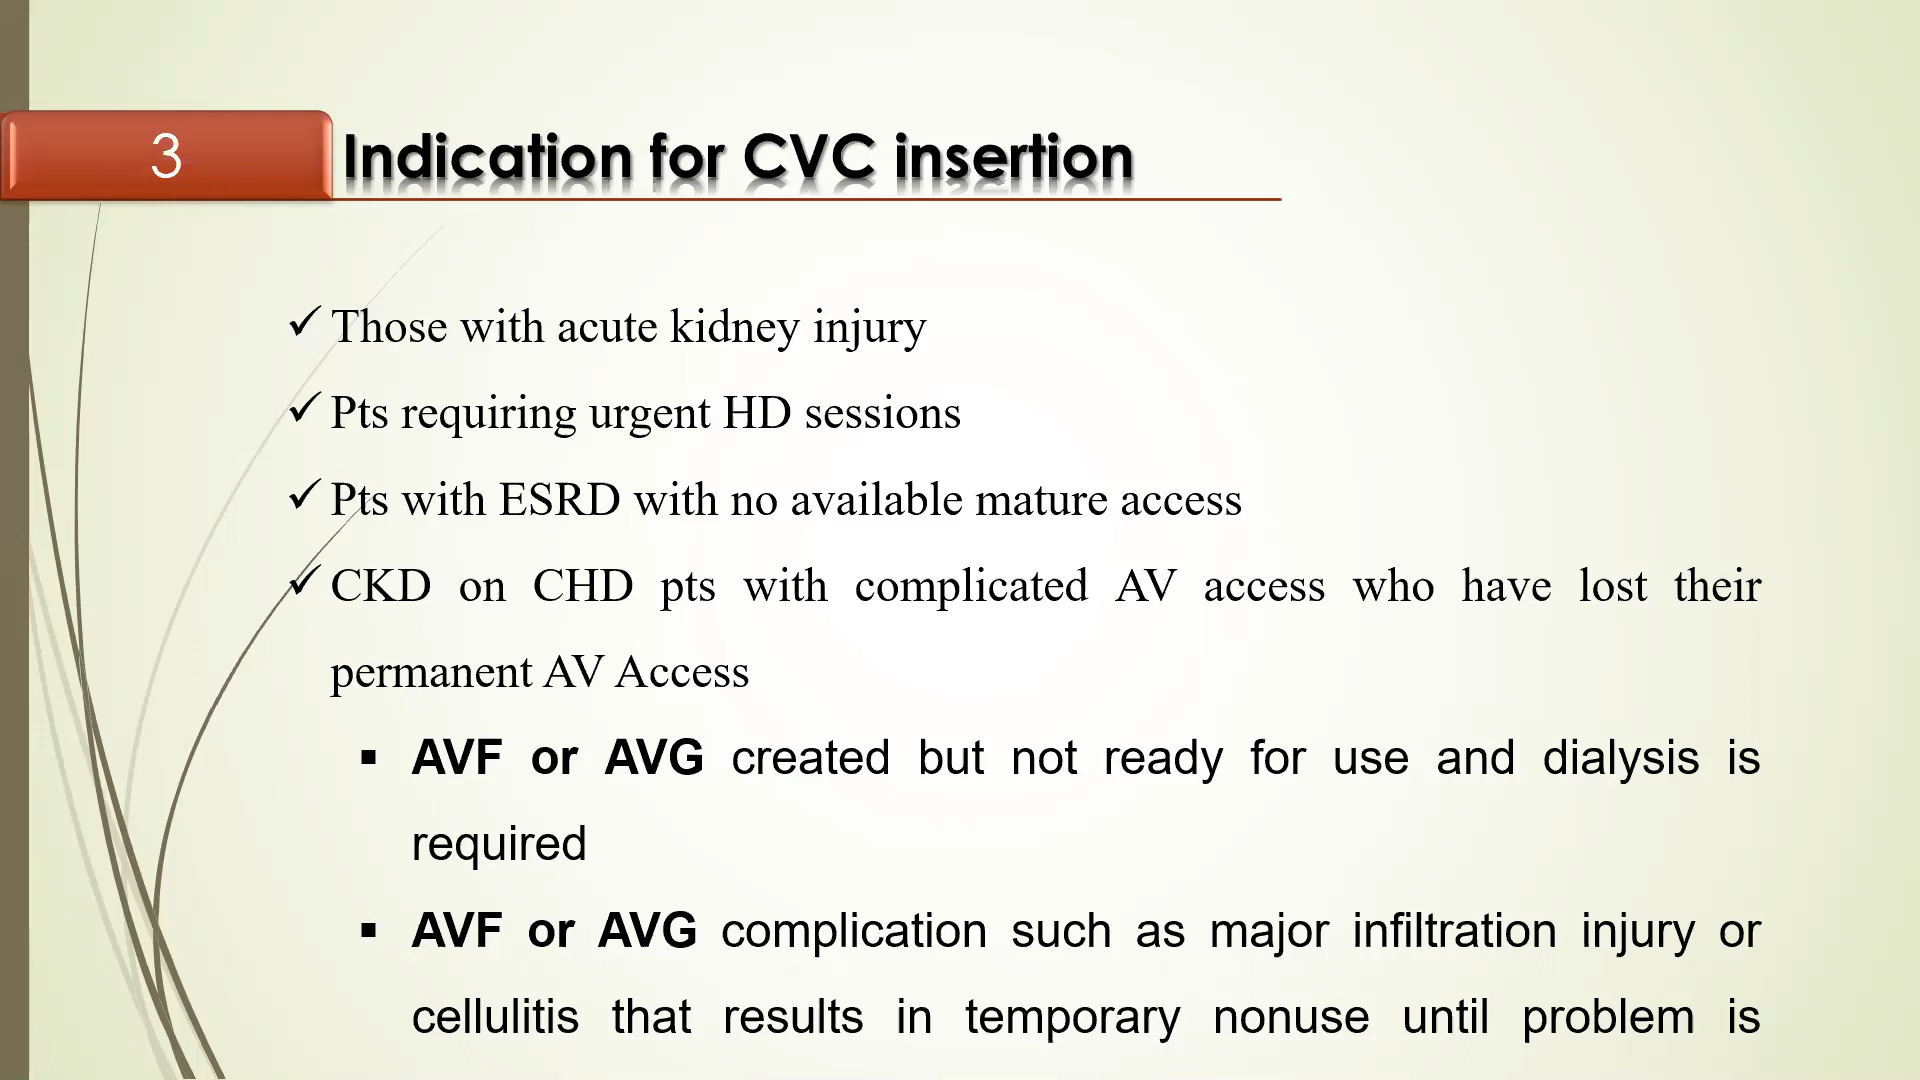 3
Indication for CVC insertion
✓ Those with acute kidney injury
✓ Pts requiring urgent HD sessions
✓ Pts with ESRD with no available mature access
✓ CKD on CHD pts with complicated AV access who have lost their
permanent AV Access
▪ AVF or AVG created but not ready for use and dialysis is
required
▪ AVF or AVG complication such as major infiltration injury or
cellulitis that results in temporary nonuse until problem is